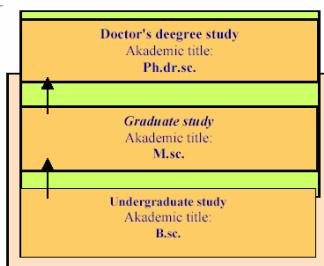 Doctor's deegree study
Akademic title:
Ph.dr.sc.
Graduate study
Akademic title:
M.sc.
Undergraduate study
Akademic title:
B.sc.